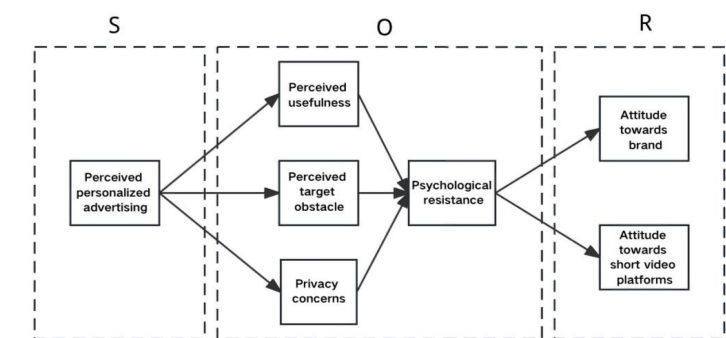 S
O
R
Perceived
personalized
advertising
Perceived
usefulness
Perceived
target
obstacle
Privacy
concerns
Psychological
resistance
Attitude
towards
brand
Attitude
towards
short video
platforms